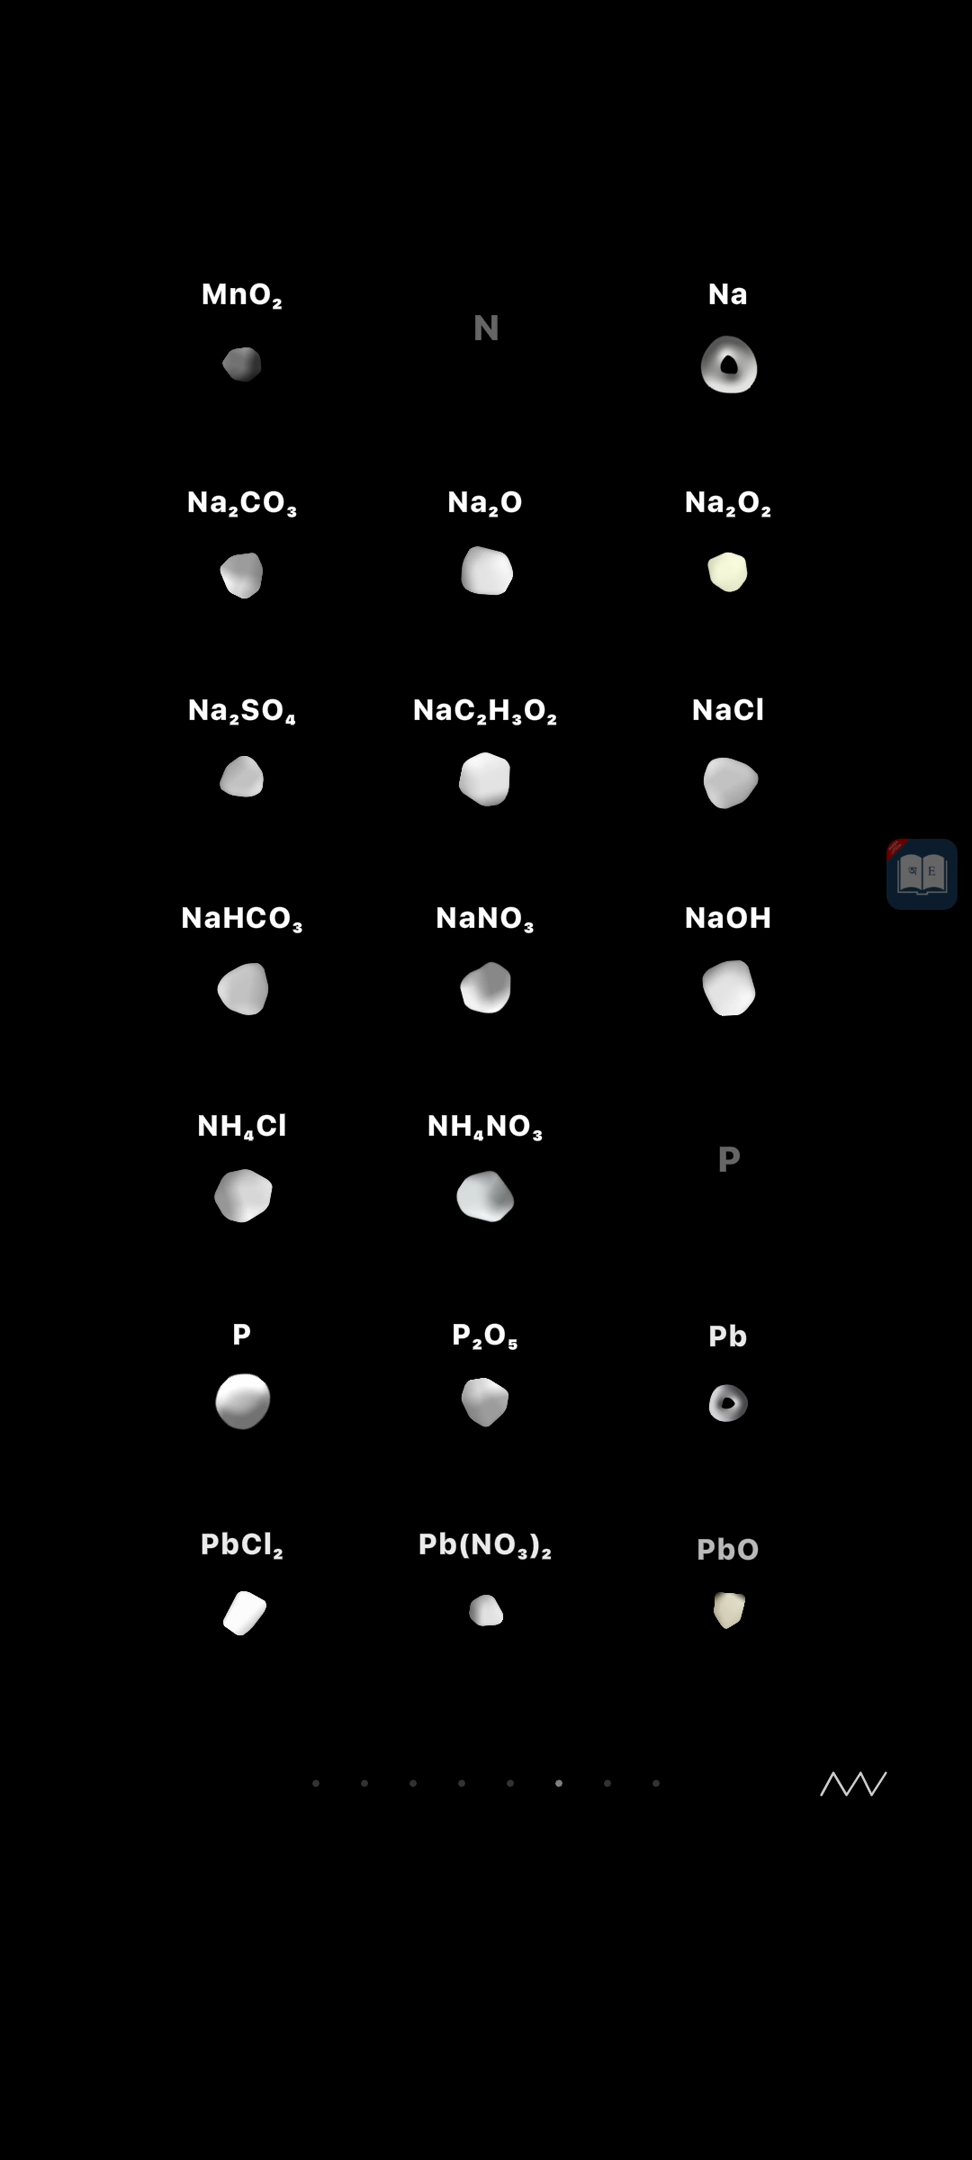 MnO₂
N
Na
Na₂CO₃
Na₂O
Na₂O₂
Na₂SO₄
NaC₂H₃O₂
NaCl
NaHCO₃
NaNO₃
NaOH
অ E
NH₄Cl
NH₄NO₃
P
P
P₂O₅
Pb
PbCl₂
Pb(NO₃)₂
PbO